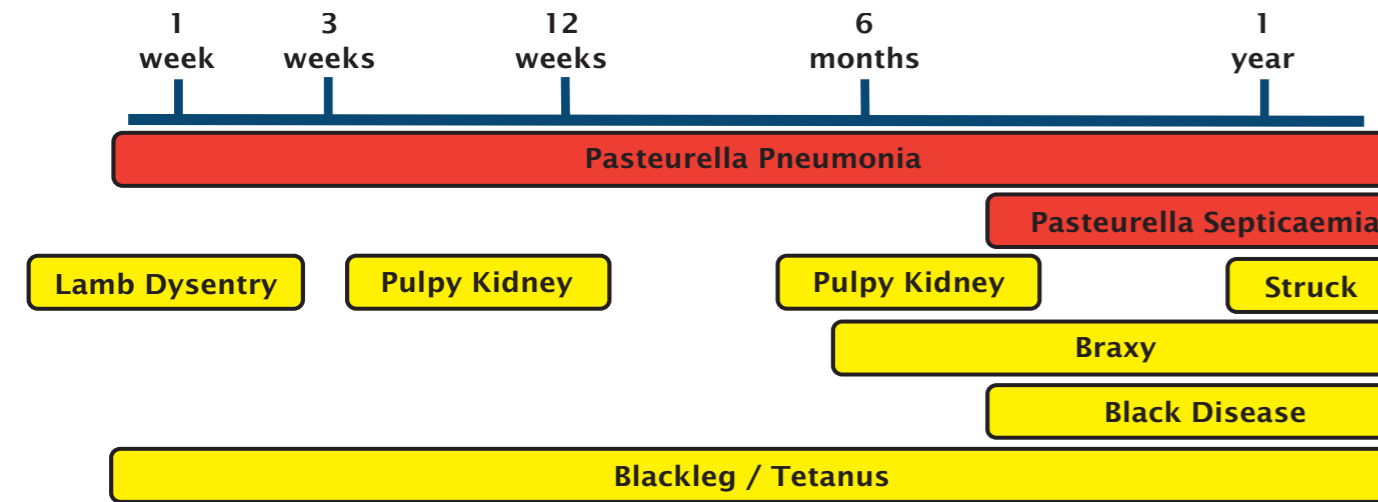 1 week
3 weeks
12 weeks
6 months
1 year
Pasteurella Pneumonia
Pasteurella Septicaemia
Lamb Dysentry
Pulpy Kidney
Pulpy Kidney
Struck
Braxy
Black Disease
Blackleg / Tetanus